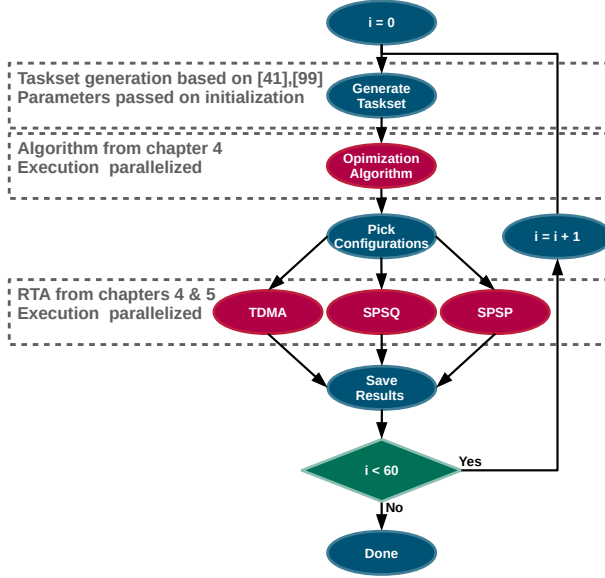 i = 0
Taskset generation based on [41],[99]
Parameters passed on initialization
Generate
Taskset
Algorithm from chapter 4
Execution parallelized
Opimization
Algorithm
Pick
Configurations
i = i + 1
RTA from chapters 4 & 5
Execution parallelized
TDMA
SPSQ
SPSP
Save
Results
i < 60
Yes
No
Done